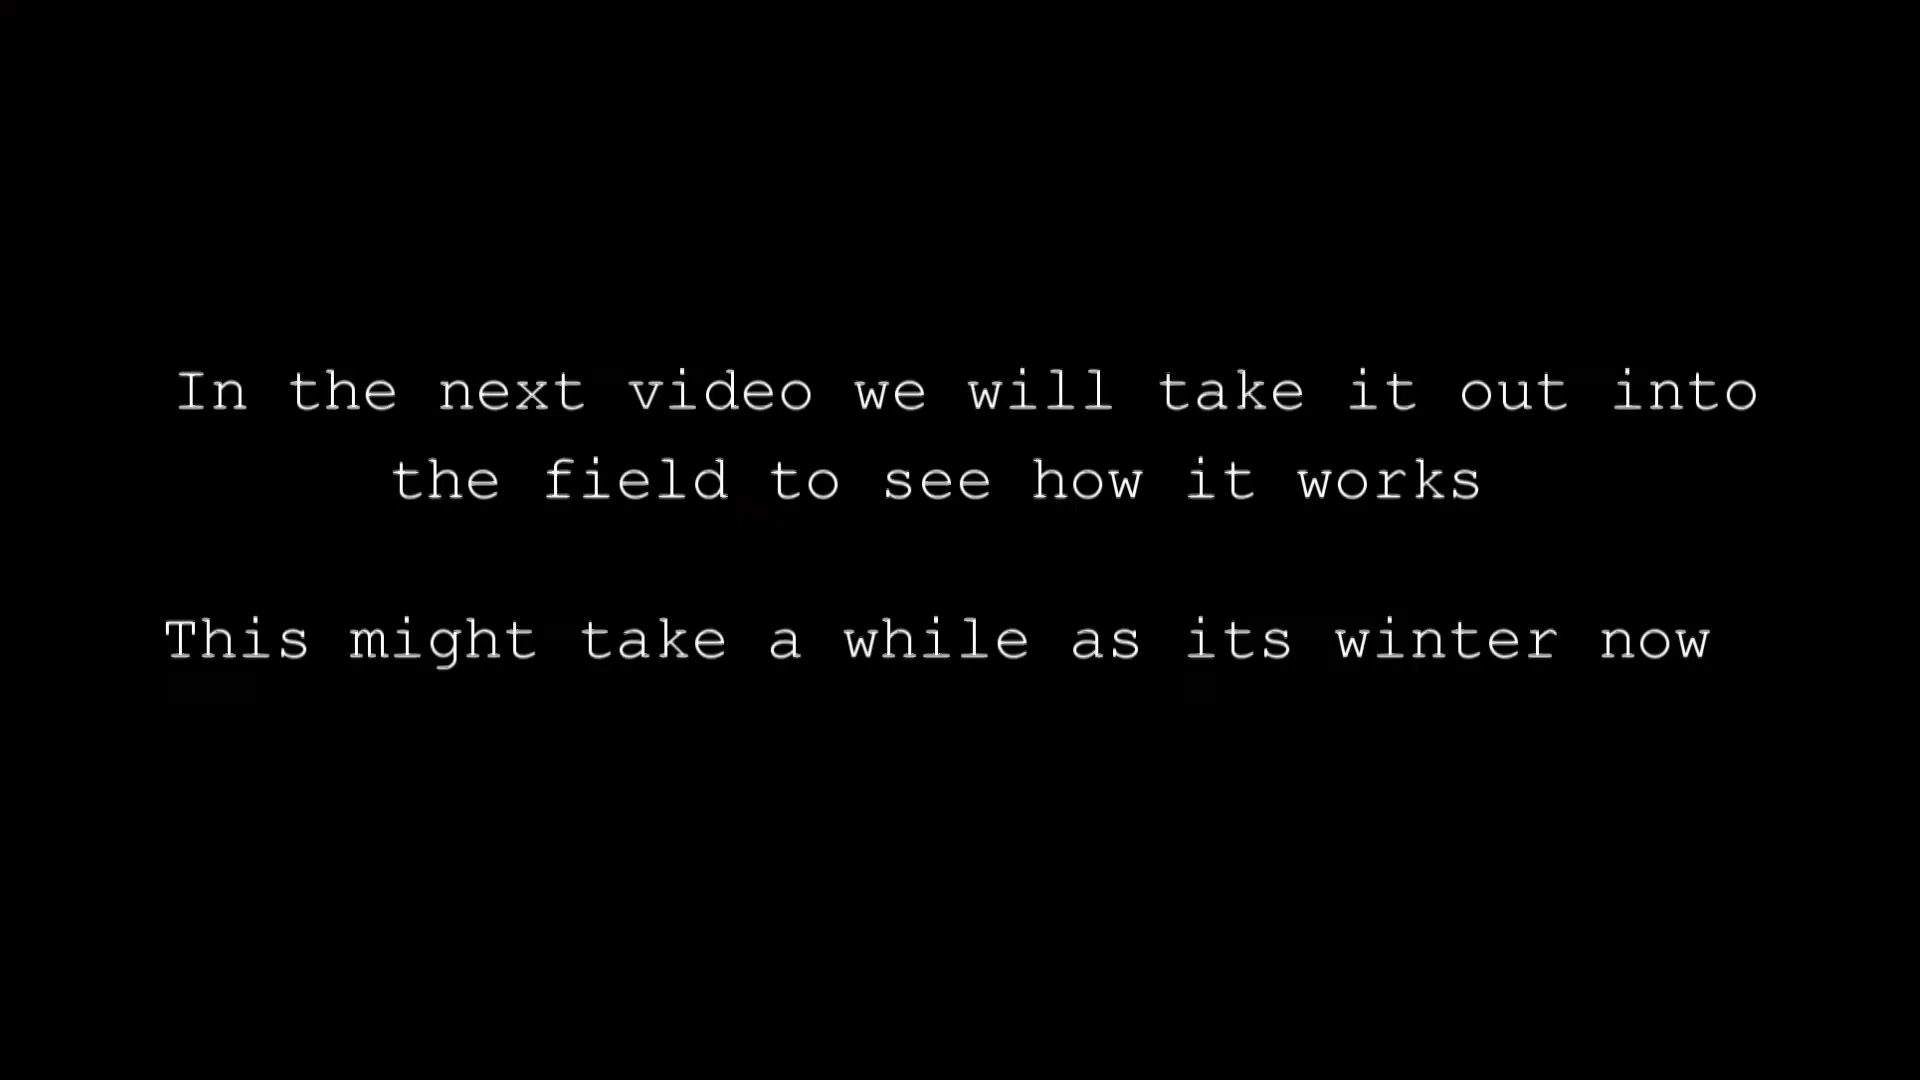 In the next video we will take it out into
the field to see how it works
This might take a while as its winter now